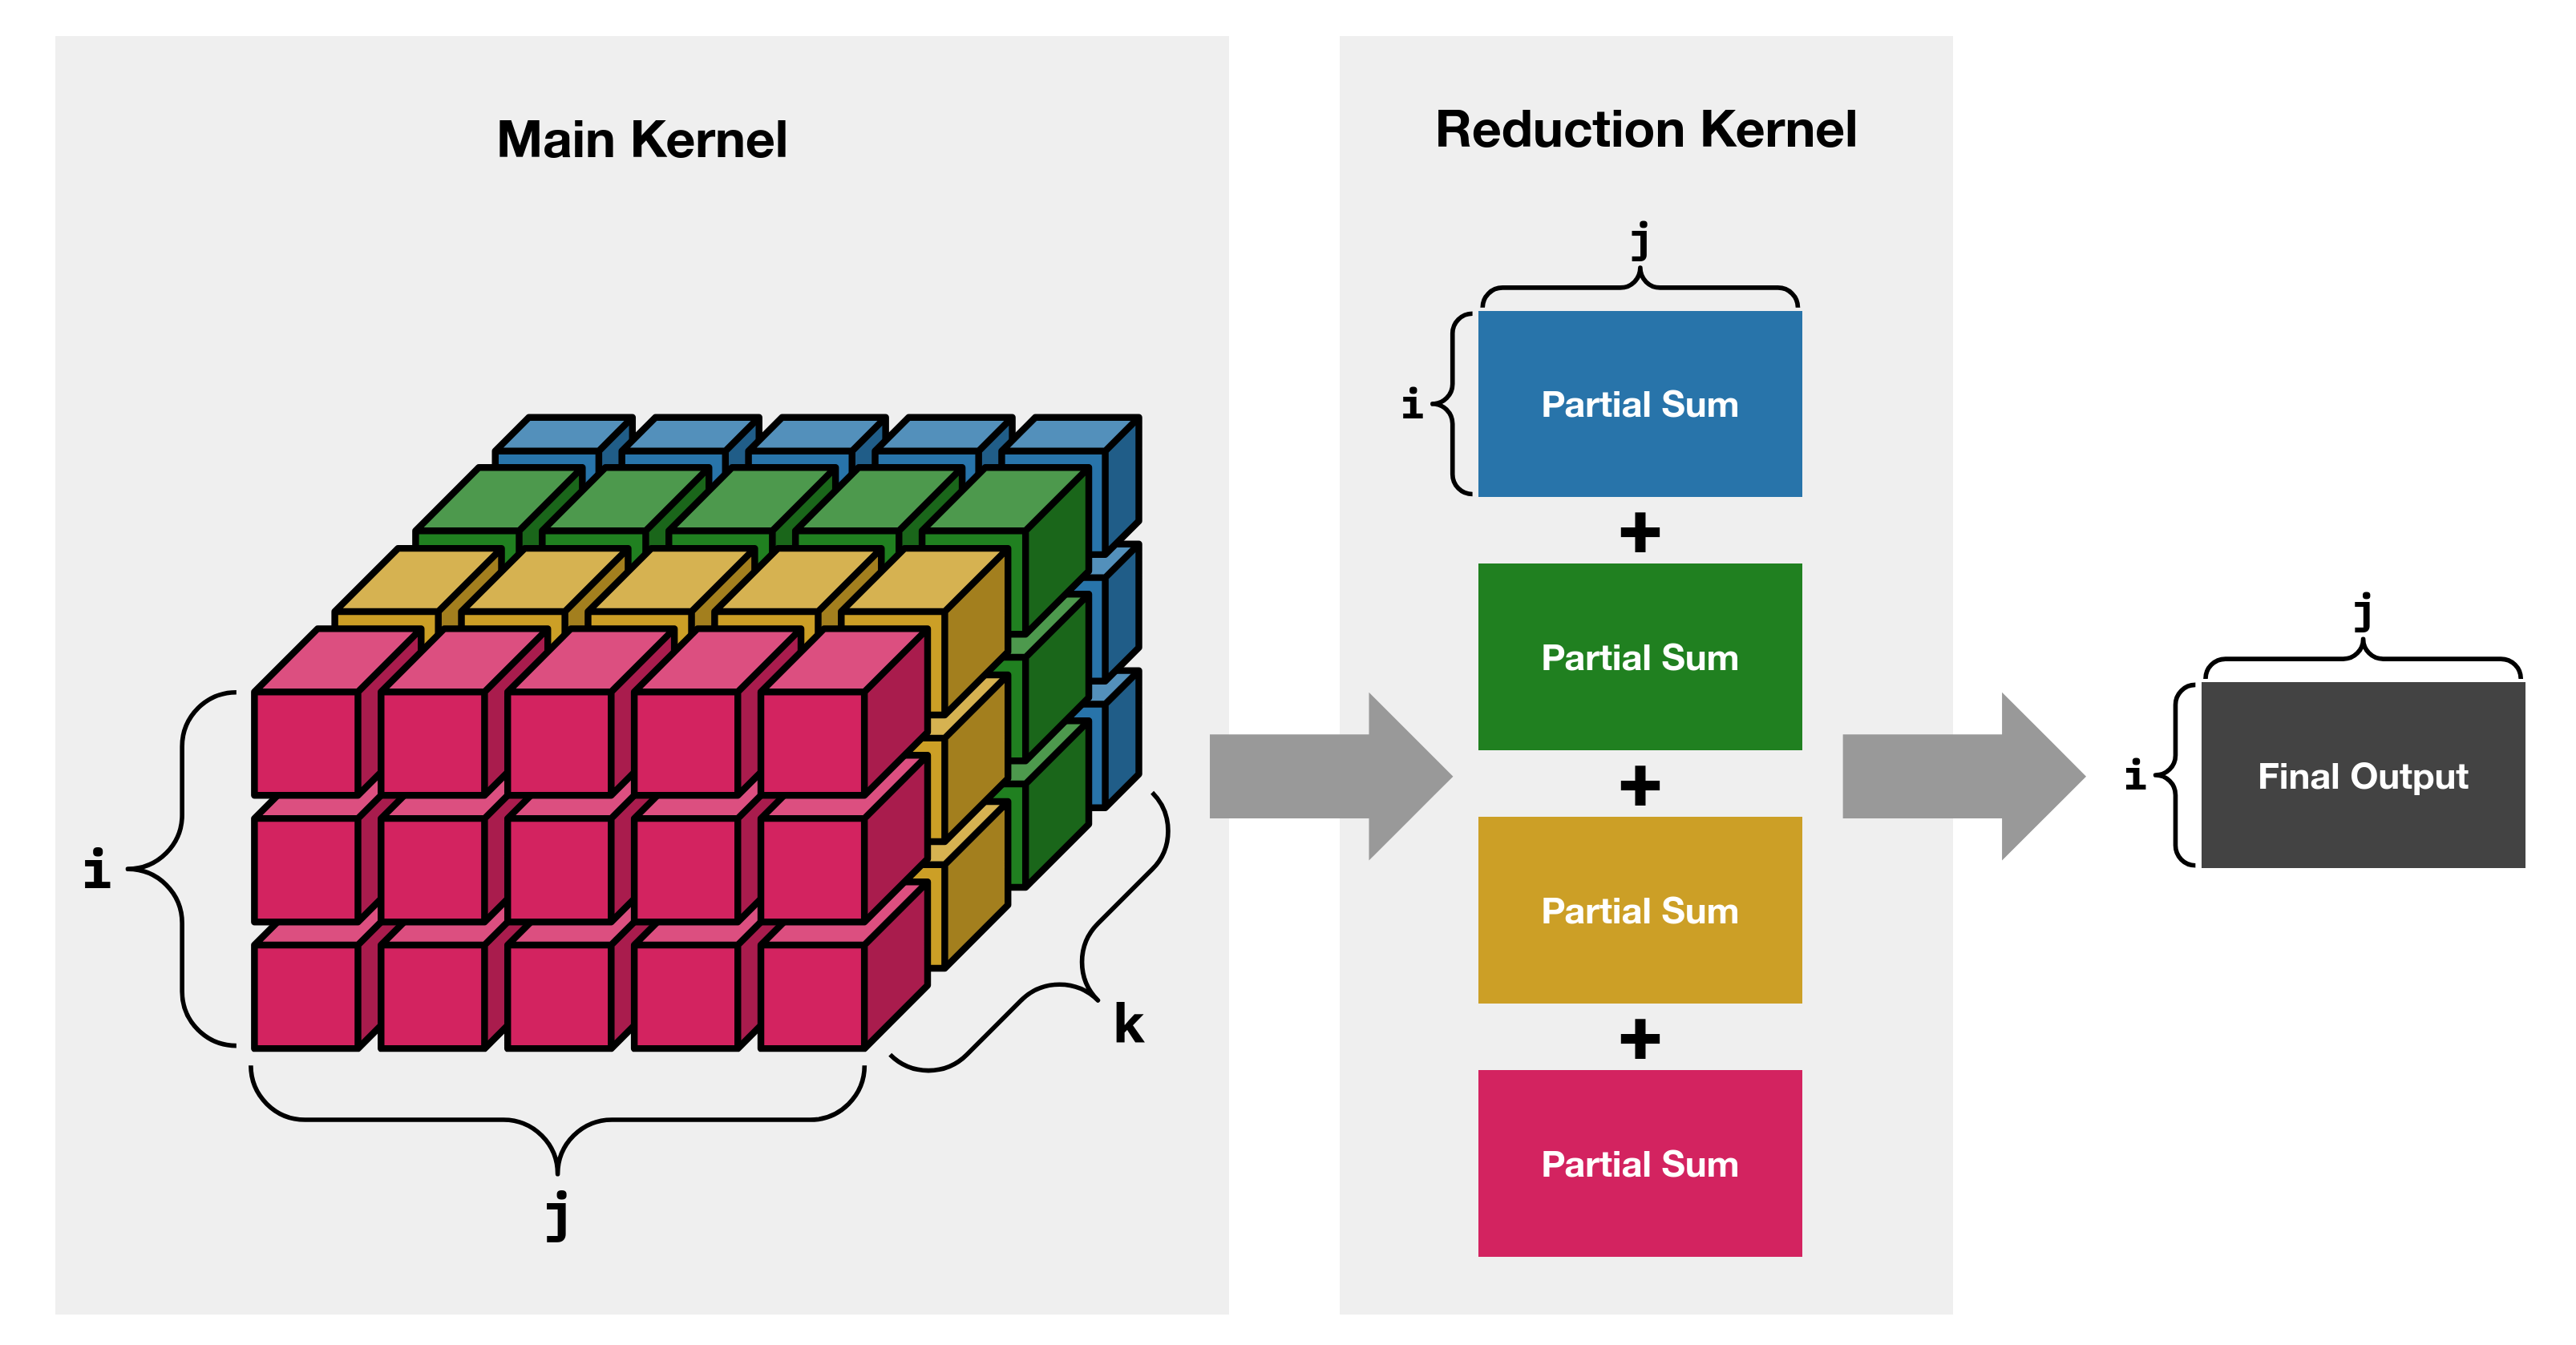 Main Kernel
i
j
k
Reduction Kernel
j
i
Partial Sum
+
Partial Sum
+
Partial Sum
+
Partial Sum
j
i
Final Output